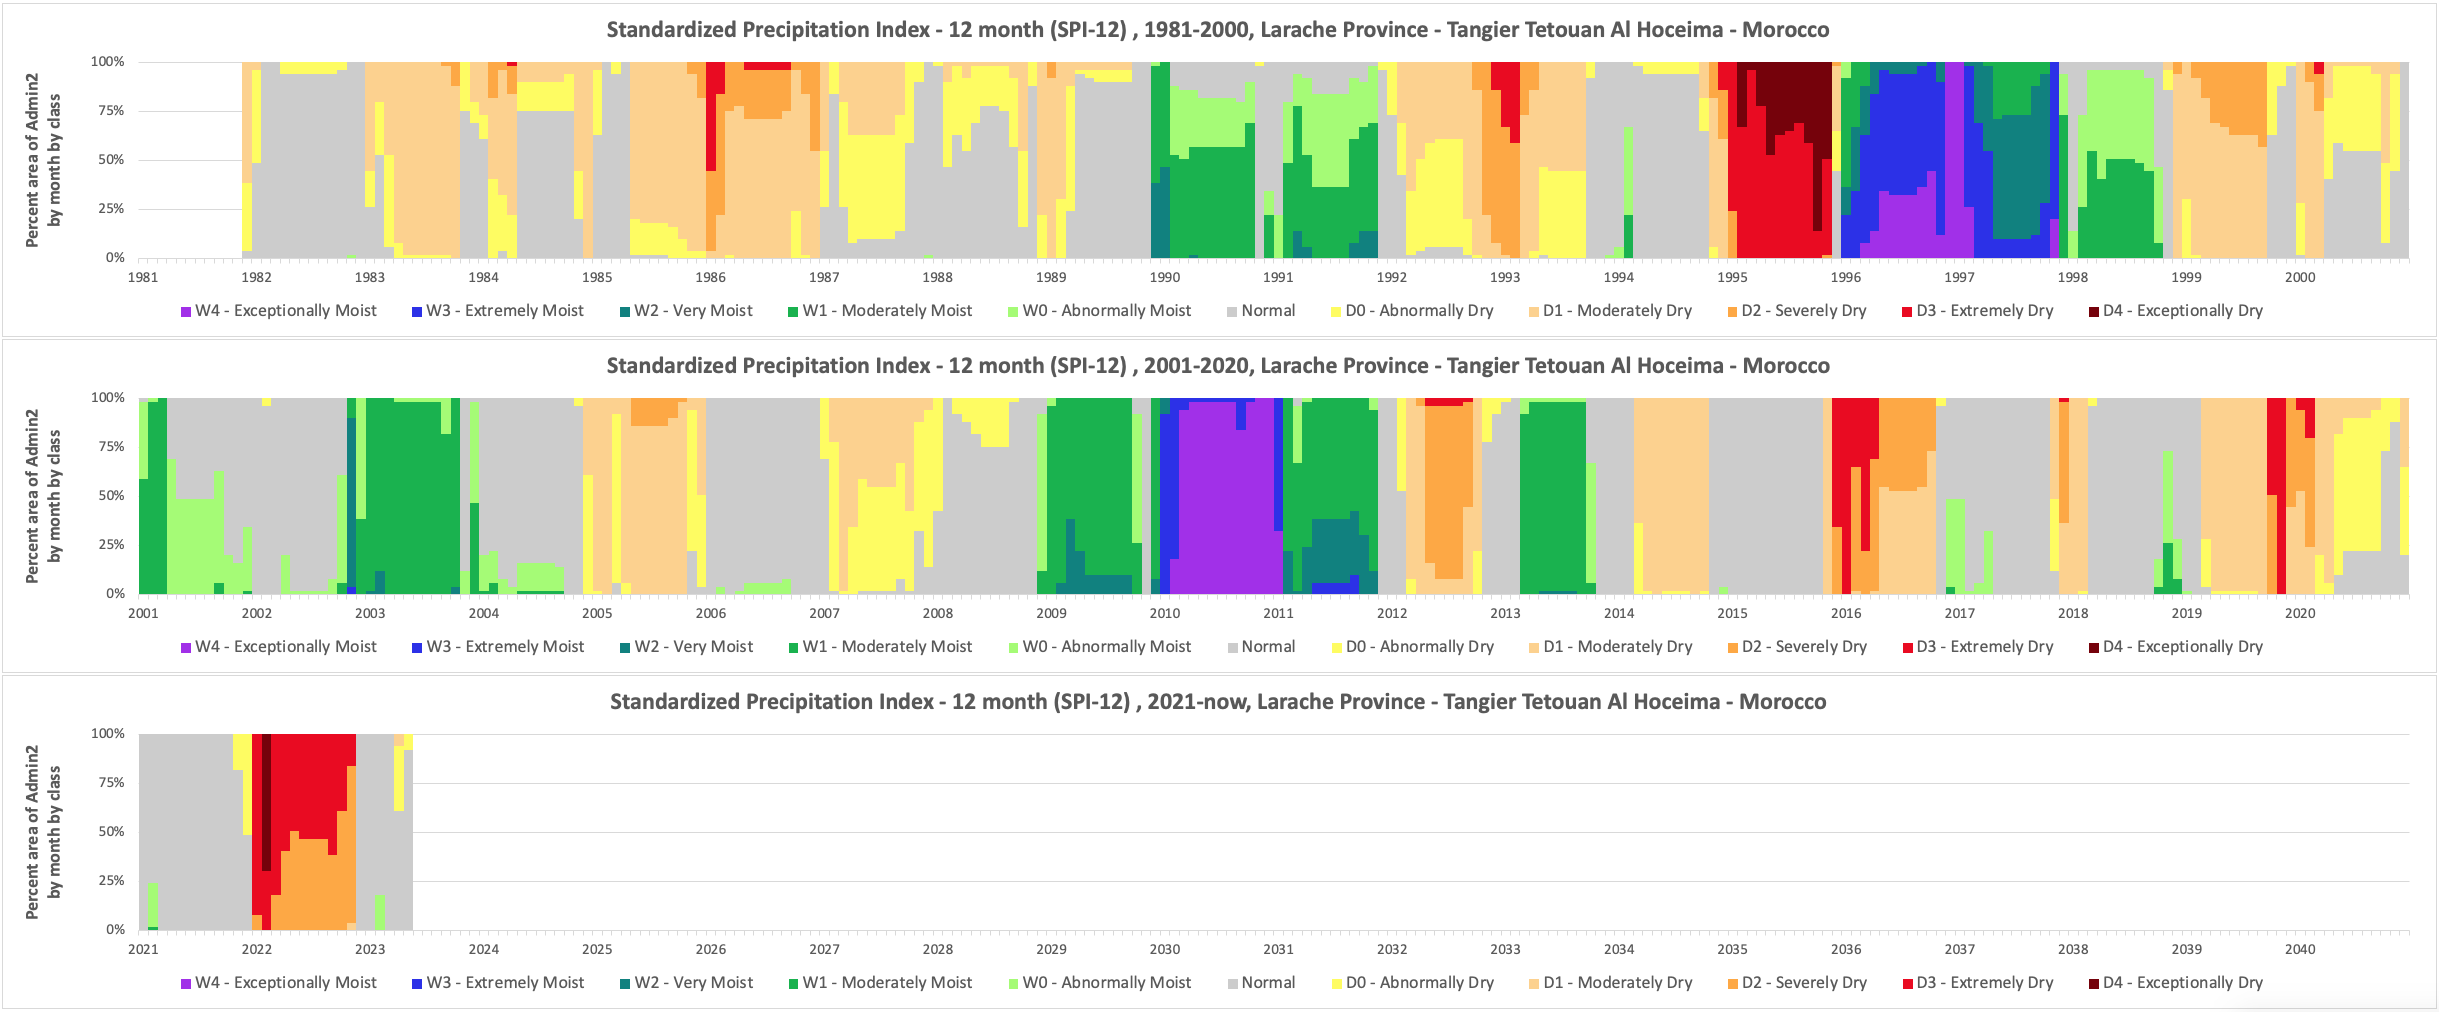 Standardized Precipitation Index - 12 month (SPI-12) , 1981-2000, Larache Province - Tangier Tetouan Al Hoceima - Morocco
Percent area of Admin2
by month by class
100%
75%
50%
25%
0%
1981 1982 1983 1984 1985 1986 1987 1988 1989 1990 1991 1992 1993 1994 1995 1996 1997 1998 1999 2000
W4 - Exceptionally Moist W3 - Extremely Moist W2 - Very Moist W1 - Moderately Moist W0 - Abnormally Moist Normal D0 - Abnormally Dry D1 - Moderately Dry D2 - Severely Dry D3 - Extremely Dry D4 - Exceptionally Dry
Standardized Precipitation Index - 12 month (SPI-12) , 2001-2020, Larache Province - Tangier Tetouan Al Hoceima - Morocco
Percent area of Admin2
by month by class
100%
75%
50%
25%
0%
2001 2002 2003 2004 2005 2006 2007 2008 2009 2010 2011 2012 2013 2014 2015 2016 2017 2018 2019 2020
W4 - Exceptionally Moist W3 - Extremely Moist W2 - Very Moist W1 - Moderately Moist W0 - Abnormally Moist Normal D0 - Abnormally Dry D1 - Moderately Dry D2 - Severely Dry D3 - Extremely Dry D4 - Exceptionally Dry
Standardized Precipitation Index - 12 month (SPI-12) , 2021-now, Larache Province - Tangier Tetouan Al Hoceima - Morocco
Percent area of Admin2
by month by class
100%
75%
50%
25%
0%
2021 2022 2023 2024 2025 2026 2027 2028 2029 2030 2031 2032 2033 2034 2035 2036 2037 2038 2039 2040
W4 - Exceptionally Moist W3 - Extremely Moist W2 - Very Moist W1 - Moderately Moist W0 - Abnormally Moist Normal D0 - Abnormally Dry D1 - Moderately Dry D2 - Severely Dry D3 - Extremely Dry D4 - Exceptionally Dry